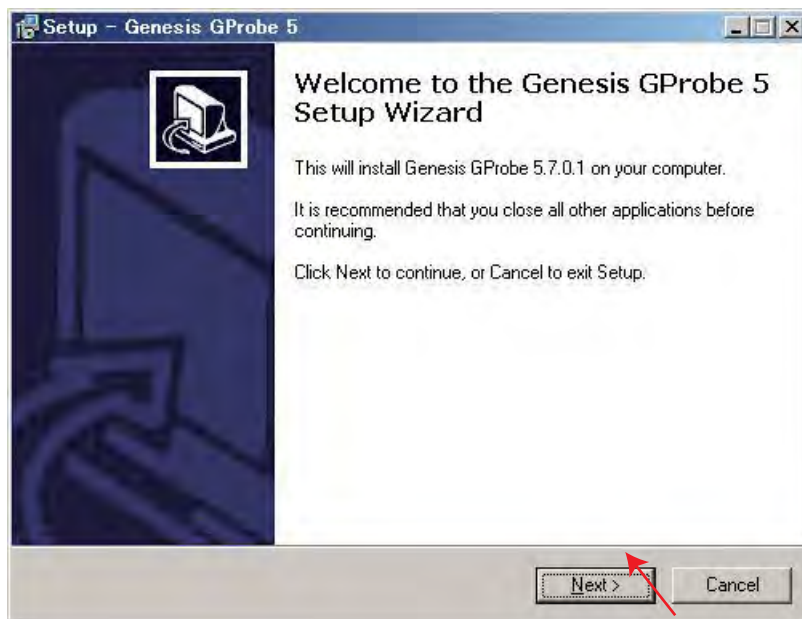 Setup - Genesis GProbe 5
Welcome to the Genesis GProbe 5
Setup Wizard
This will install Genesis GProbe 5.7.0.1 on your computer.
It is recommended that you close all other applications before
continuing.
Click Next to continue, or Cancel to exit Setup.
Next >
Cancel